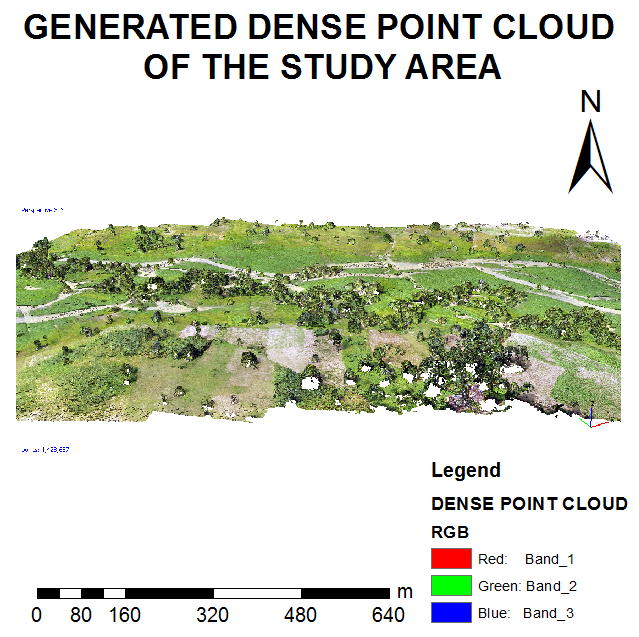 GENERATED DENSE POINT CLOUD
OF THE STUDY AREA
N
Perspective
Legend
DENSE POINT CLOUD
RGB
Red: Band_1
Green: Band_2
Blue: Band_3
m
0 80 160 320 480 640